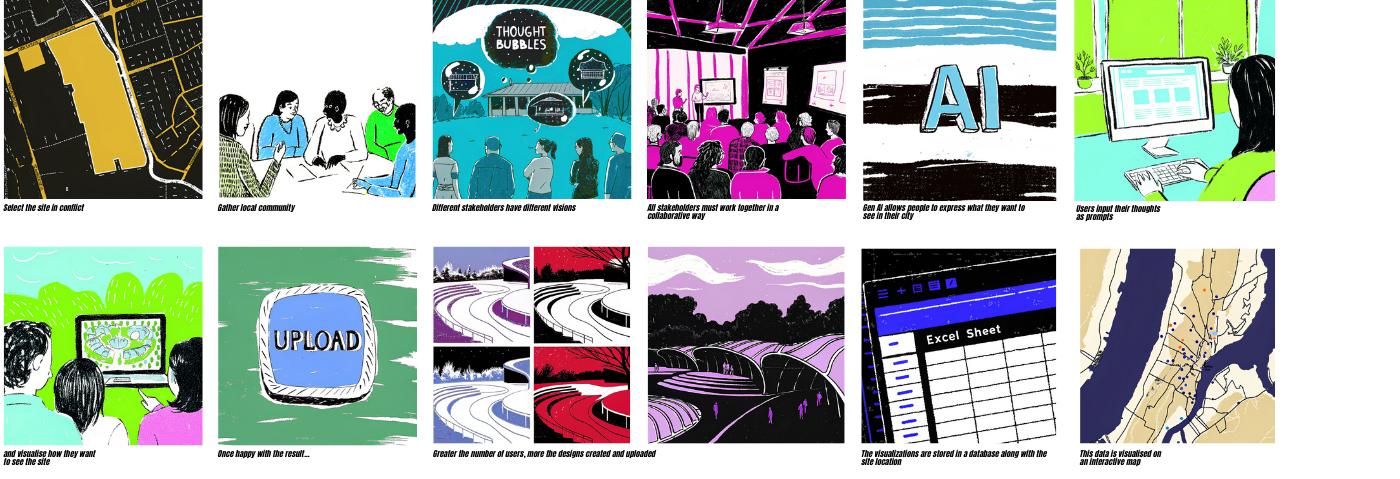 THOUGHT
BUBBLES
AI
Select the site in conflict
Gather local community
Different stakeholders have different visions
All stakeholders must work together in a
collaborative way
Gen AI allows people to express what they want to
see in their city
Users input their thoughts
as prompts
UPLOAD
Excel Sheet
and visualise how they want
to see the site
Once happy with the result...
Greater the number of users, more the designs created and uploaded
The visualizations are stored in a database along with the
site location
This data is visualised on
an interactive map